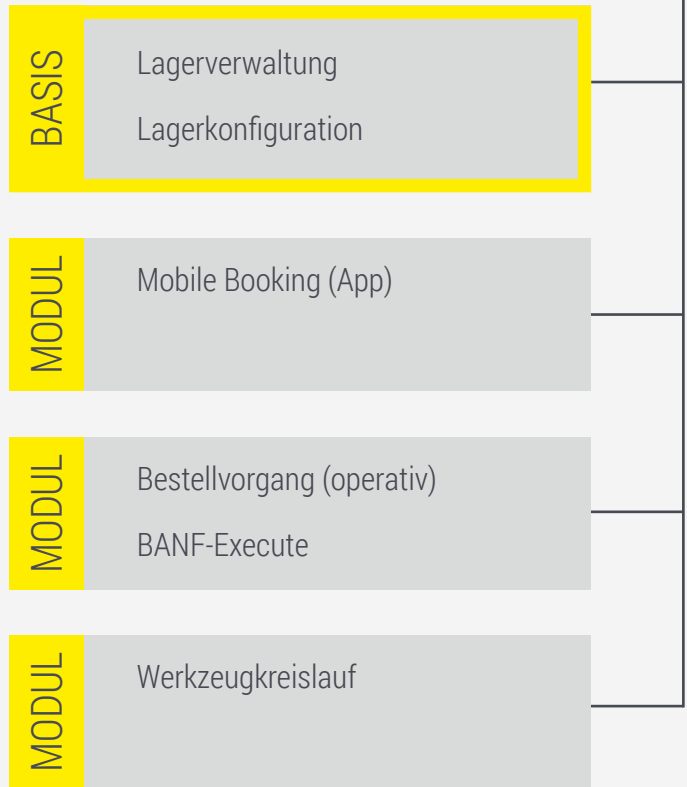 BASIS
Lagerverwaltung
Lagerkonfiguration
MODUL
Mobile Booking (App)
MODUL
Bestellvorgang (operativ)
BANF-Execute
MODUL
Werkzeugkreislauf